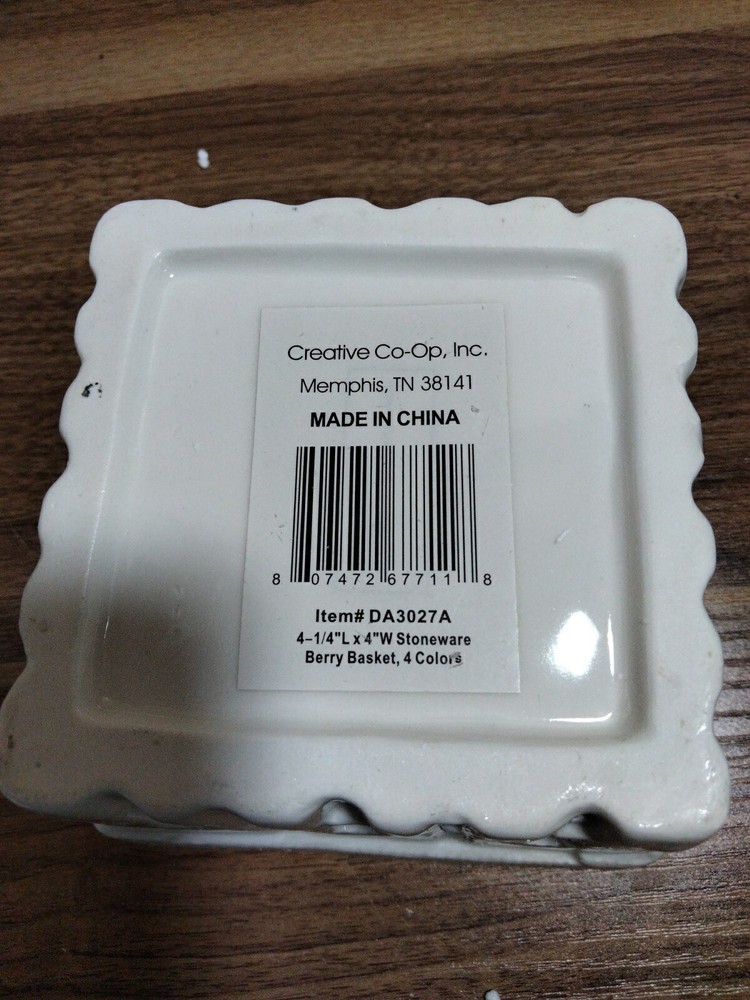 Creative Co-Op, Inc.
Memphis, TN 38141
MADE IN CHINA
8 07472 67711 8
Item# DA3027A
4-1/4"L x 4"W Stoneware
Berry Basket, 4 Colors